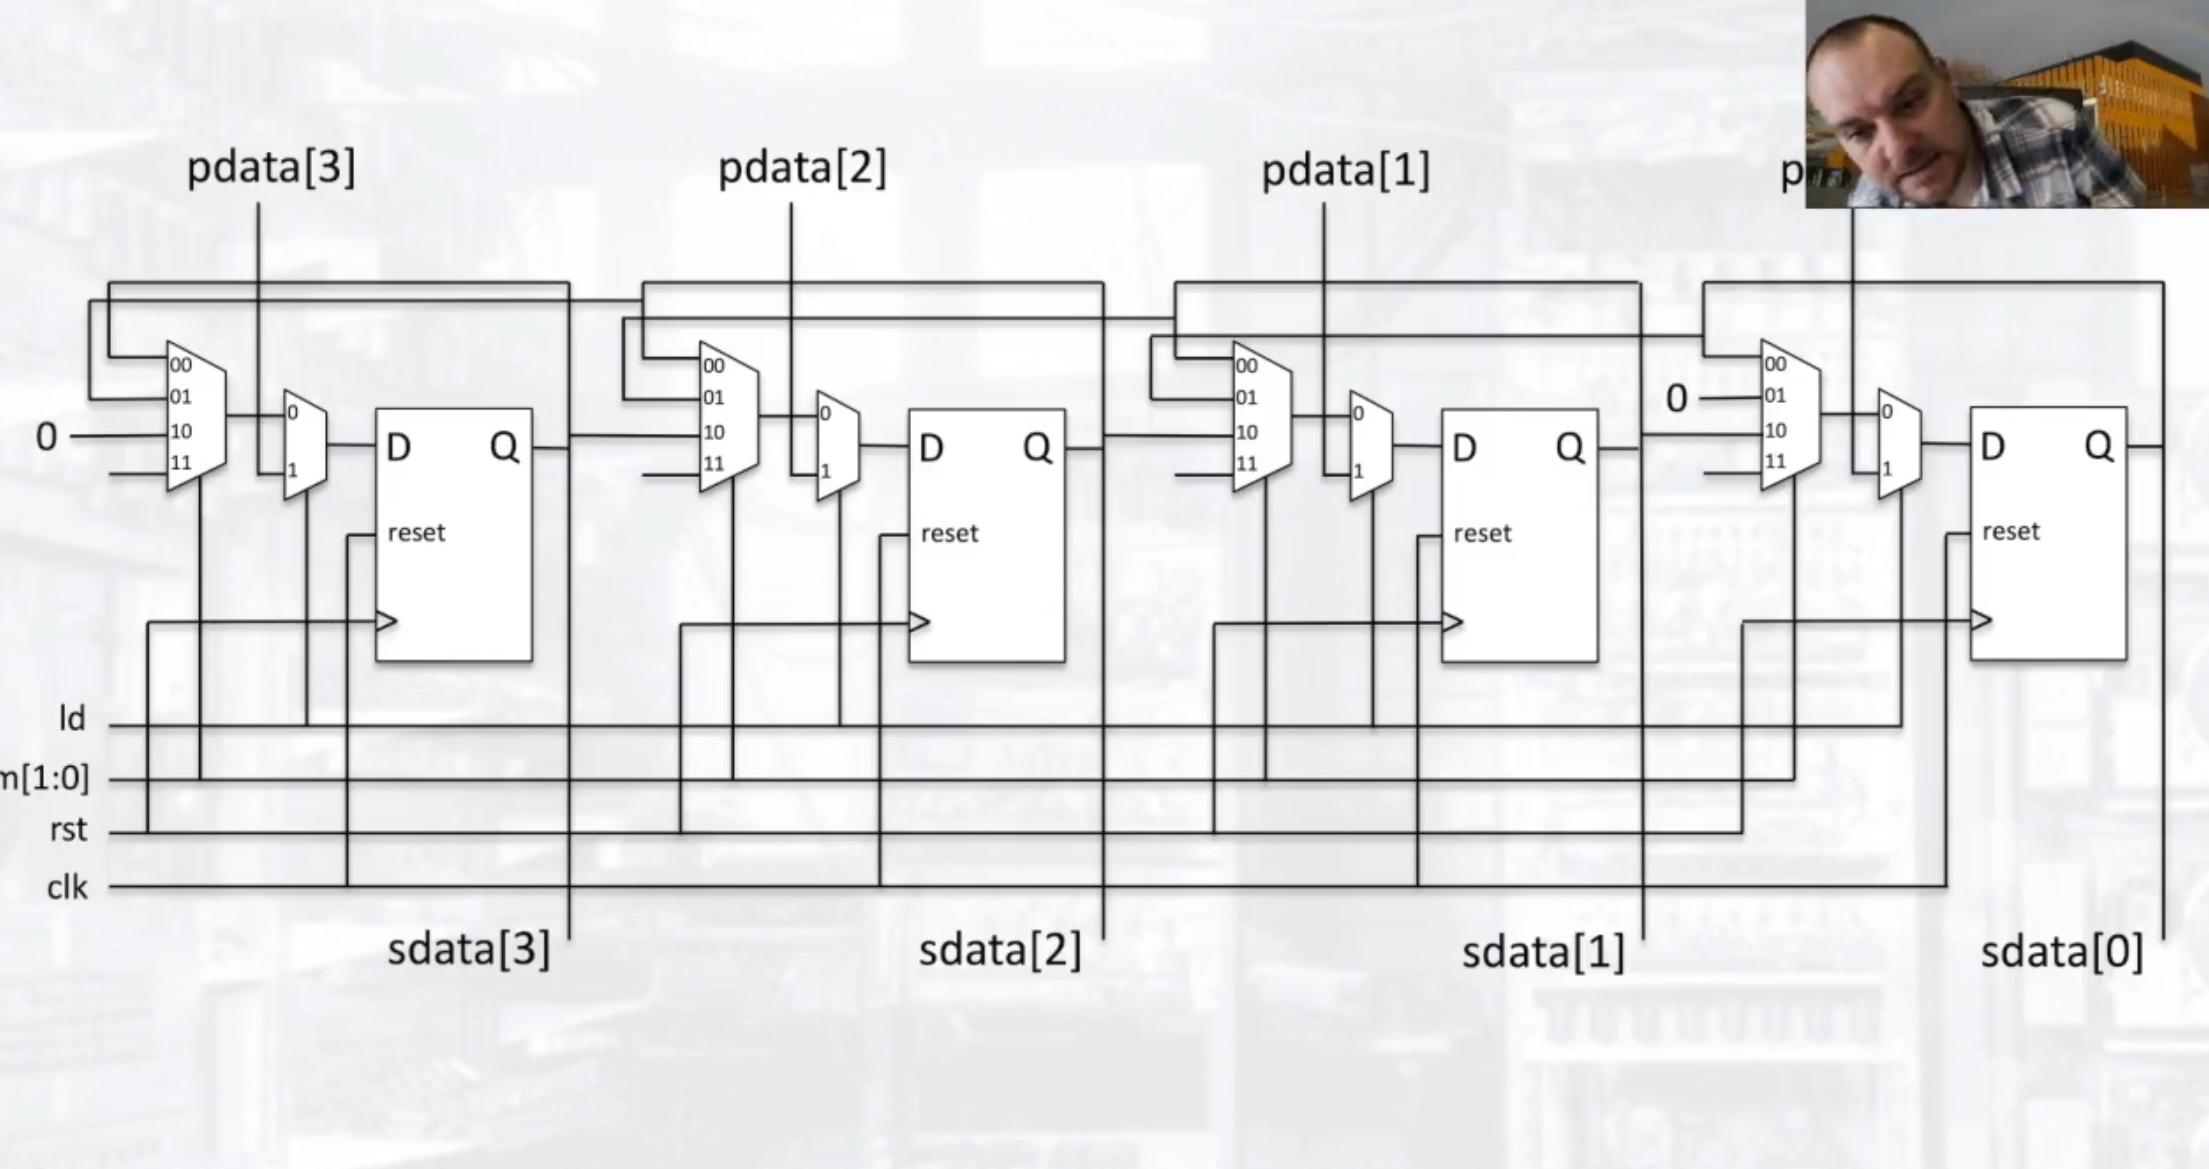 pdata[3] pdata[2] pdata[1] p
00 00 00 00
01 01 01 0 01
0 10 10 10 10
11 11 11 11
0 0 0 0
1 1 1 1
D Q D Q D Q D Q
reset reset reset reset
ld
m[1:0]
rst
clk
sdata[3] sdata[2] sdata[1] sdata[0]